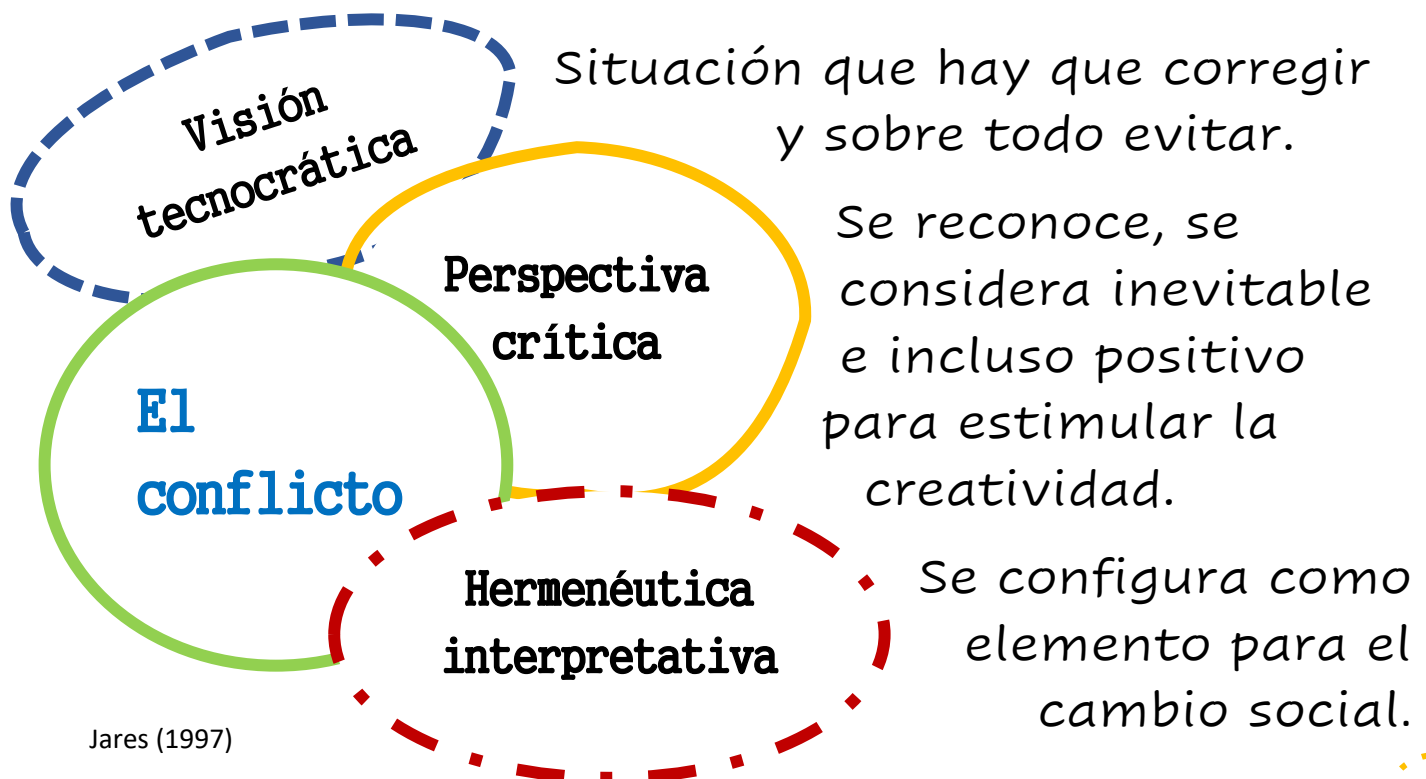 Visión
tecnocrática
Situación que hay que corregir
y sobre todo evitar.
Perspectiva
crítica
Se reconoce, se
considera inevitable
e incluso positivo
para estimular la
creatividad.
El
conflicto
Hermenéutica
interpretativa
Se configura como
elemento para el
cambio social.
Jares (1997)